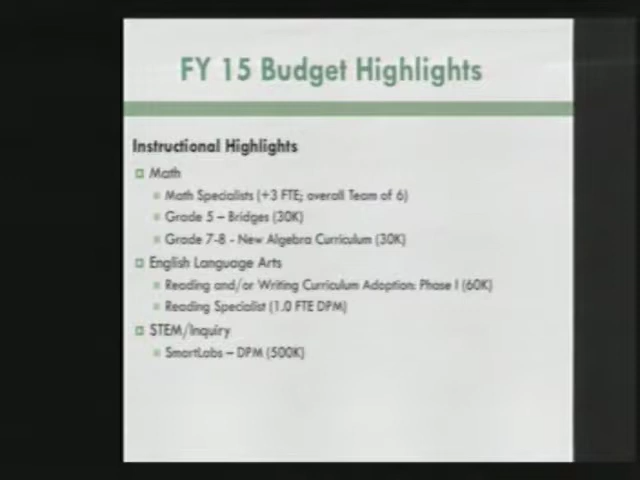 FY 15 Budget Highlights
Instructional Highlights
Math
Math Specialists (+3 FTE; overall Team of 6)
Grade 5 – Bridges (30K)
Grade 7-8 - New Algebra Curriculum (30K)
English Language Arts
Reading and/or Writing Curriculum Adoption: Phase I (60K)
Reading Specialist (1.0 FTE DPM)
STEM/Inquiry
SmartLabs – DPM (500K)